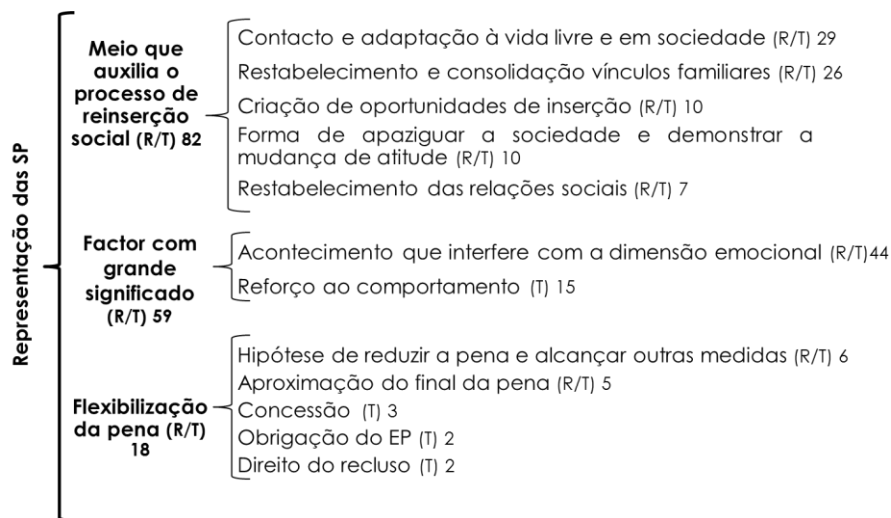 Representação das SP
Meio que
auxilia o
processo de
reinserção
social (R/T) 82
Contacto e adaptação à vida livre e em sociedade (R/T) 29
Restabelecimento e consolidação vínculos familiares (R/T) 26
Criação de oportunidades de inserção (R/T) 10
Forma de apaziguar a sociedade e demonstrar a
mudança de atitude (R/T) 10
Restabelecimento das relações sociais (R/T) 7
Factor com
grande
significado
(R/T) 59
Acontecimento que interfere com a dimensão emocional (R/T)44
Reforço ao comportamento (T) 15
Flexibilização
da pena (R/T)
18
Hipótese de reduzir a pena e alcançar outras medidas (R/T) 6
Aproximação do final da pena (R/T) 5
Concessão (T) 3
Obrigação do EP (T) 2
Direito do recluso (T) 2